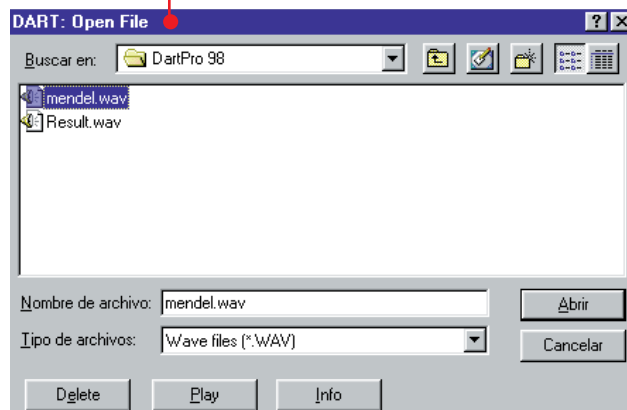 DART: Open File
Buscar en: DartPro 98
mendel.wav
Result.wav
Nombre de archivo: mendel.wav Abrir
Tipo de archivos: Wave files (*.WAV) Cancelar
Delete Play Info